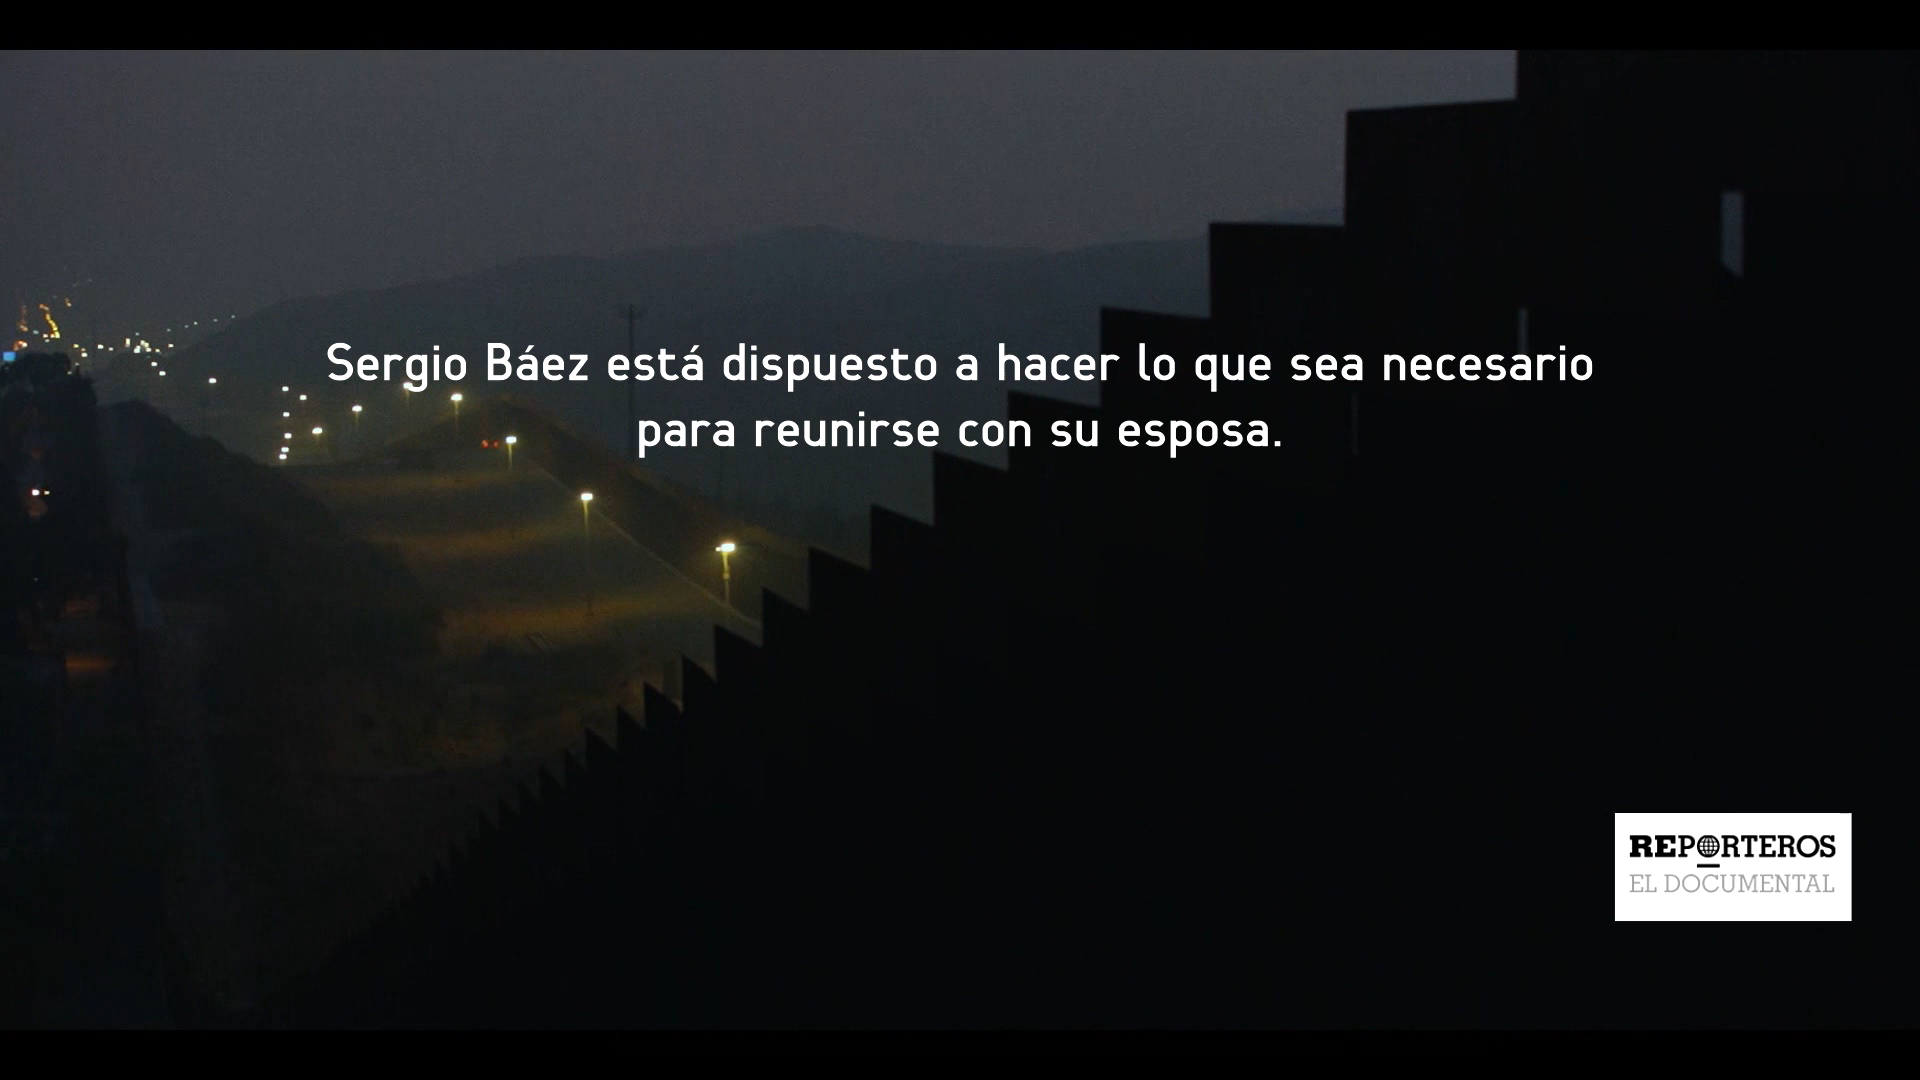 Sergio Báez está dispuesto a hacer lo que sea necesario
para reunirse con su esposa.
REPORTEROS
EL DOCUMENTAL